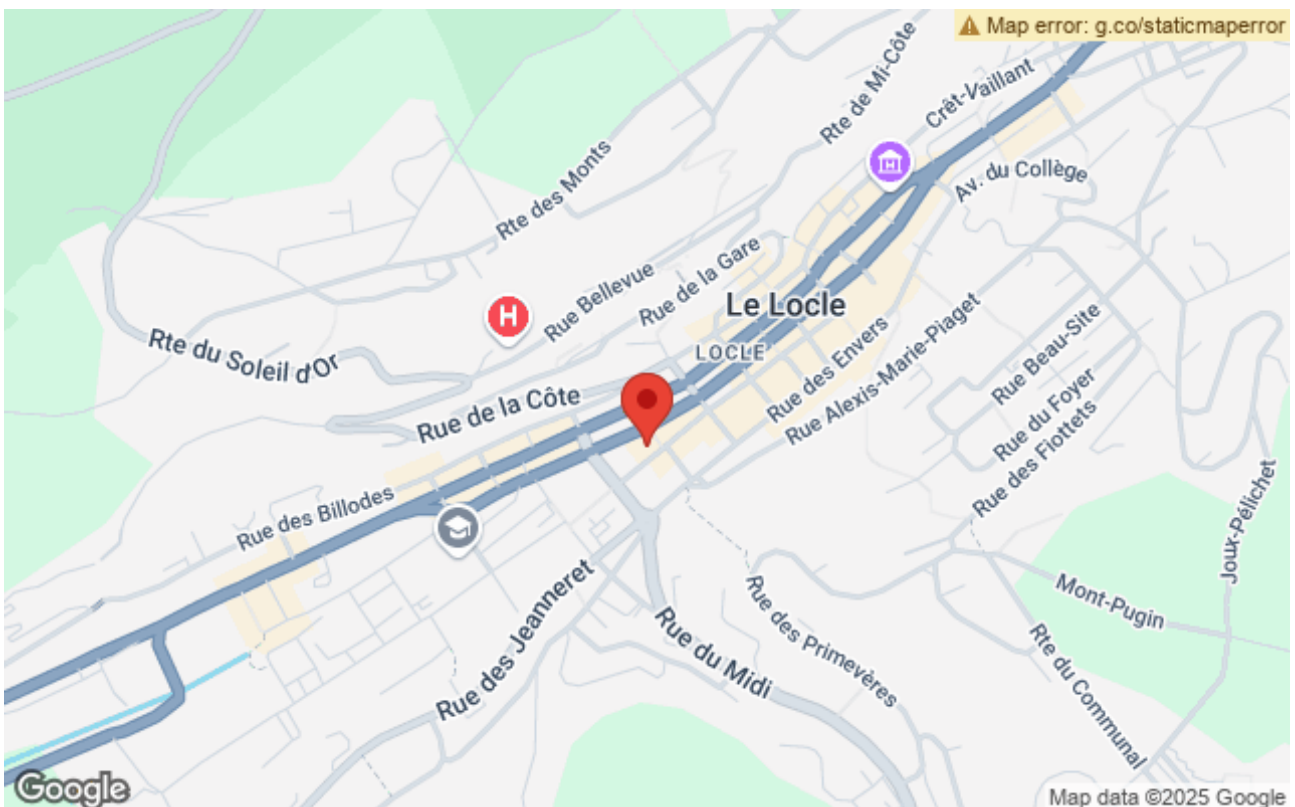 Map error: g.co/staticmaperror
Crêt-Vaillant
Rte de Mi-Côte
Av. du Collège
Rte des Monts
Rue Bellevue
Rue de la Gare
Le Locle
H
LOCLE
Rte du Soleil d'Or
Rue des Envers
Rue Alexis-Marie-Piaget
Rue Beau-Site
Rue de la Côte
Rue du Foyer
Rue des Fiottets
Rue des Billodes
Joux-Pélichet
Rue des Jeanneret
Mont-Pugin
Rue des Primevères
Rue du Midi
Rte du Communal
Google
Map data ©2025 Google